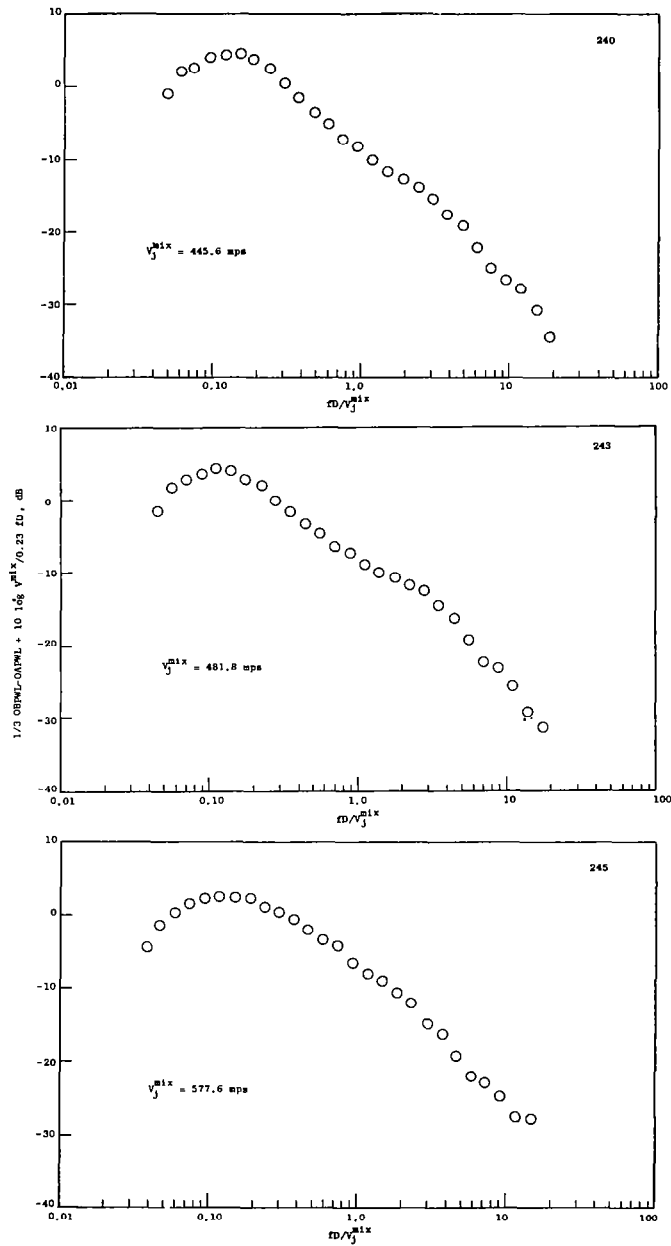 240
10
0
-10
-20
-30
-40
V_j^mix = 445.6 mps
0.01 0.10 1.0 10 100
fD/V_j^mix
1/3 OBPWL-OAPWL + 10 log V^mix/0.23 fD, dB
243
10
0
-10
-20
-30
-40
V_j^mix = 481.8 mps
0.01 0.10 1.0 10 100
fD/V_j^mix
245
10
0
-10
-20
-30
-40
V_j^mix = 577.6 mps
0.01 0.10 1.0 10 100
fD/V_j^mix